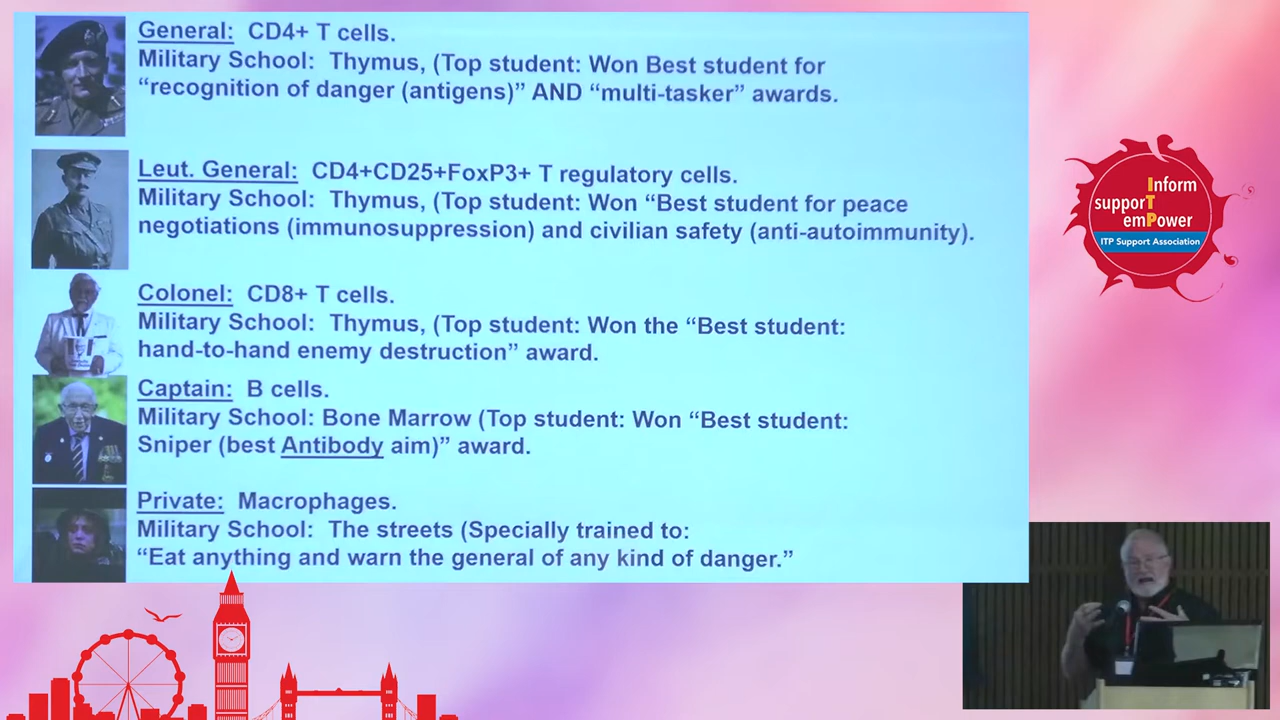 General: CD4+ T cells.
Military School: Thymus, (Top student: Won Best student for
“recognition of danger (antigens)” AND “multi-tasker” awards.
Leut. General: CD4+CD25+FoxP3+ T regulatory cells.
Military School: Thymus, (Top student: Won “Best student for peace
negotiations (immunosuppression) and civilian safety (anti-autoimmunity).
Colonel: CD8+ T cells.
Military School: Thymus, (Top student: Won the “Best student:
hand-to-hand enemy destruction” award.
Captain: B cells.
Military School: Bone Marrow (Top student: Won “Best student:
Sniper (best Antibody aim)” award.
Private: Macrophages.
Military School: The streets (Specially trained to:
“Eat anything and warn the general of any kind of danger.”
Inform
supporT
emPower
ITP Support Association